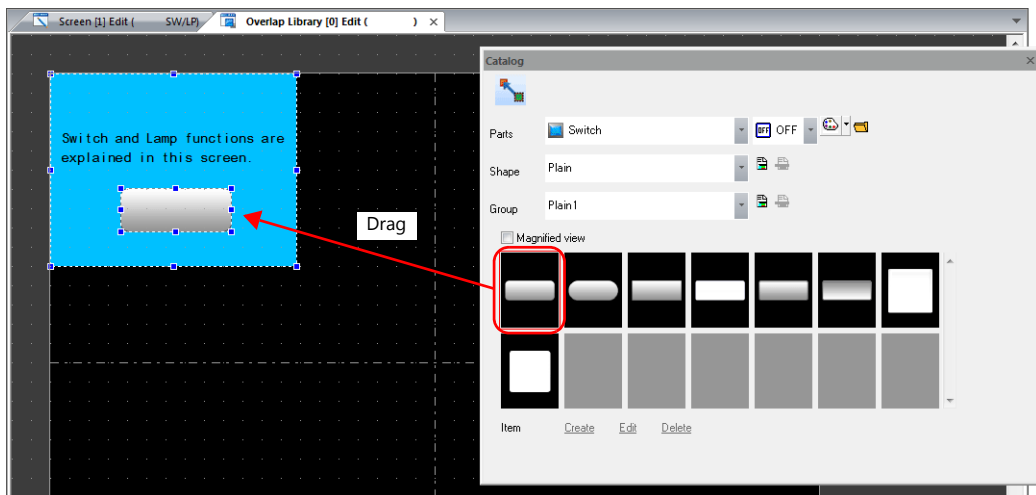 Screen [1] Edit (        SW/LP)
Overlap Library [0] Edit (        )
Catalog
Switch and Lamp functions are
explained in this screen.
Drag
Parts
Switch
OFF
OFF
Shape
Plain
Group
Plain1
Magnified view
Item
Create
Edit
Delete